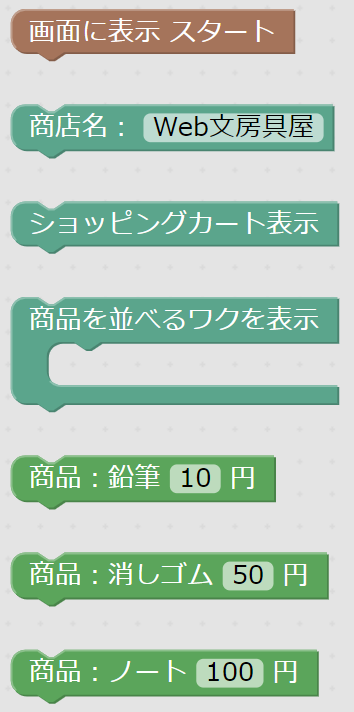 画面に表示 スタート
商店名： Web文房具屋
ショッピングカート表示
商品を並べるワクを表示
商品：鉛筆 10 円
商品：消しゴム 50 円
商品：ノート 100 円